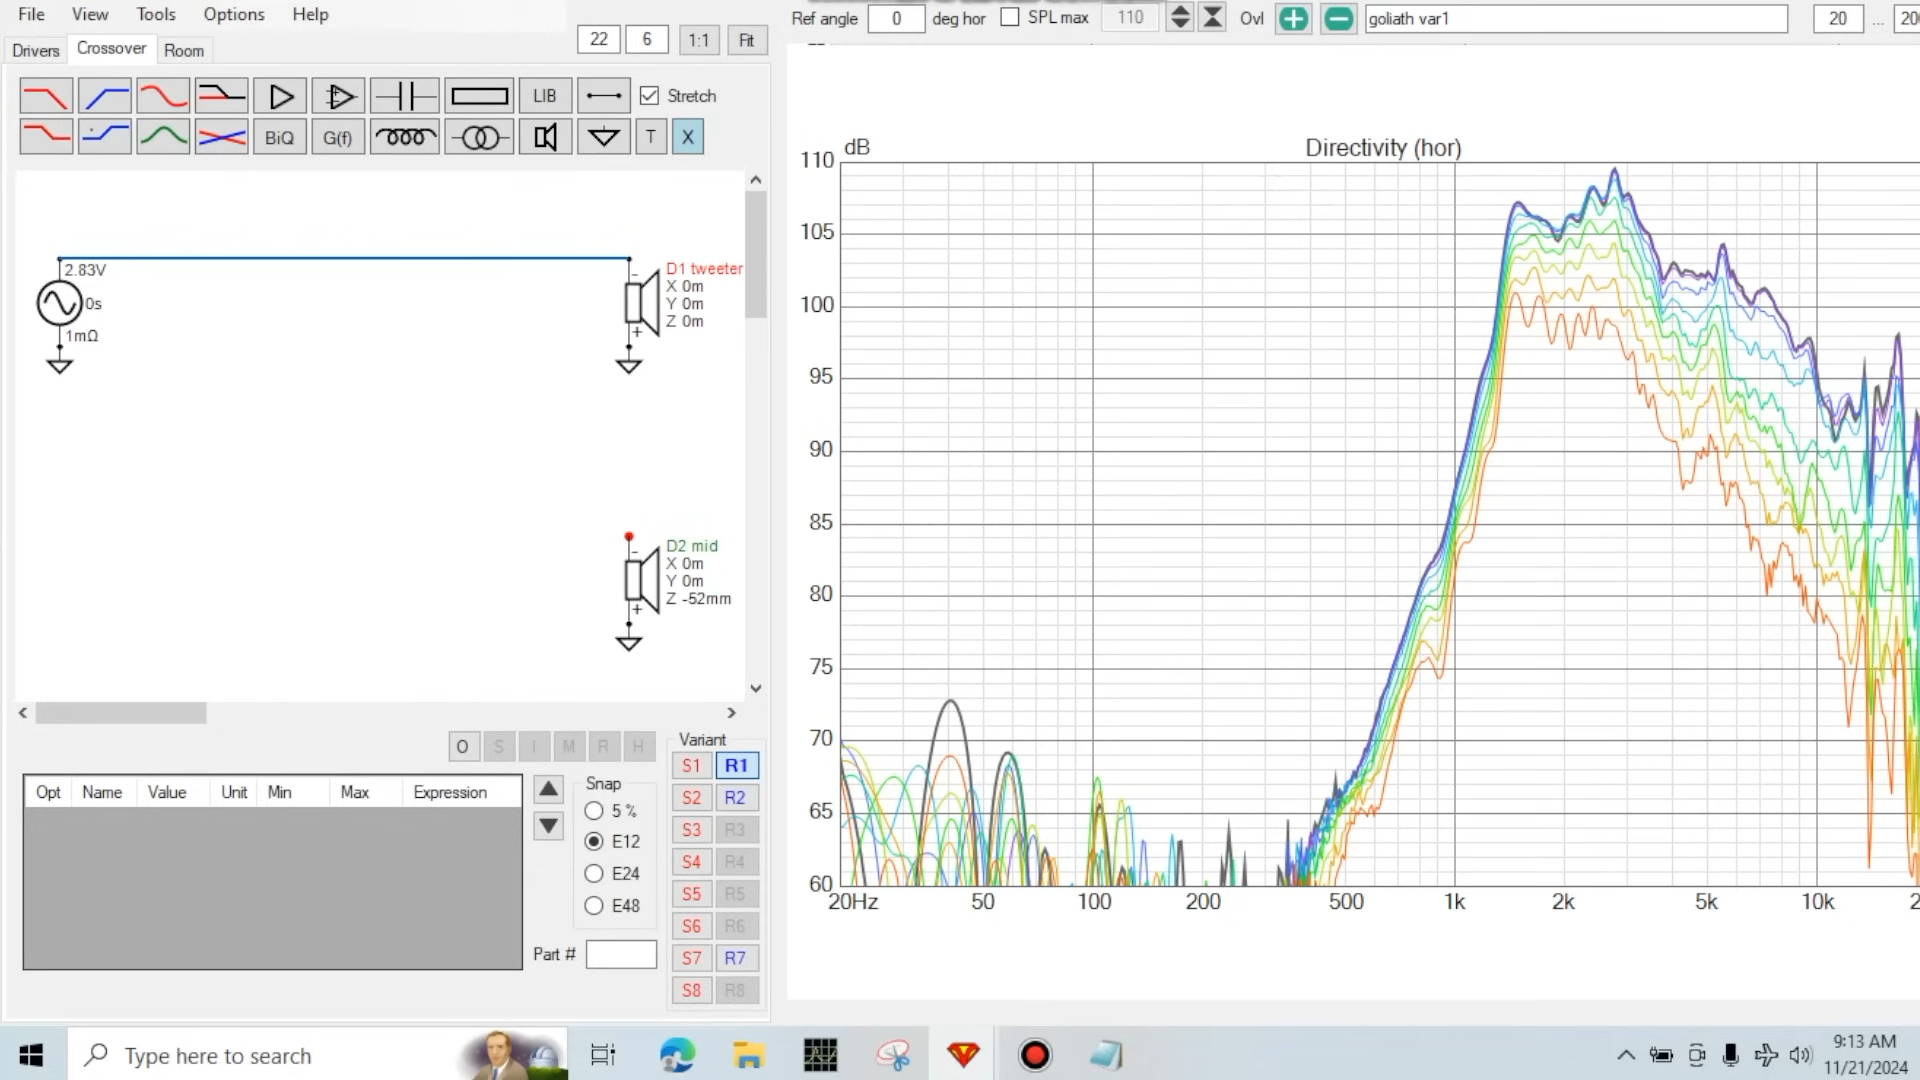 File View Tools Options Help
Ref angle 0 deg hor SPL max 110 Ovl goliath var1 20 ...
22 6 1:1 Fit
Drivers Crossover Room
LIB Stretch
BiQ G(f) T X
2.83V
0s
1mΩ
D1 tweeter
X 0m
Y 0m
Z 0m
D2 mid
X 0m
Y 0m
Z -52mm
dB
Directivity (hor)
110
105
100
95
90
85
80
75
70
65
60
20Hz 50 100 200 500 1k 2k 5k 10k
O S I M R H
Opt Name Value Unit Min Max Expression
Snap
5 %
E12
E24
E48
Part #
Variant
S1 R1
S2 R2
S3 R3
S4 R4
S5 R5
S6 R6
S7 R7
S8 R8
Type here to search
9:13 AM
11/21/2024